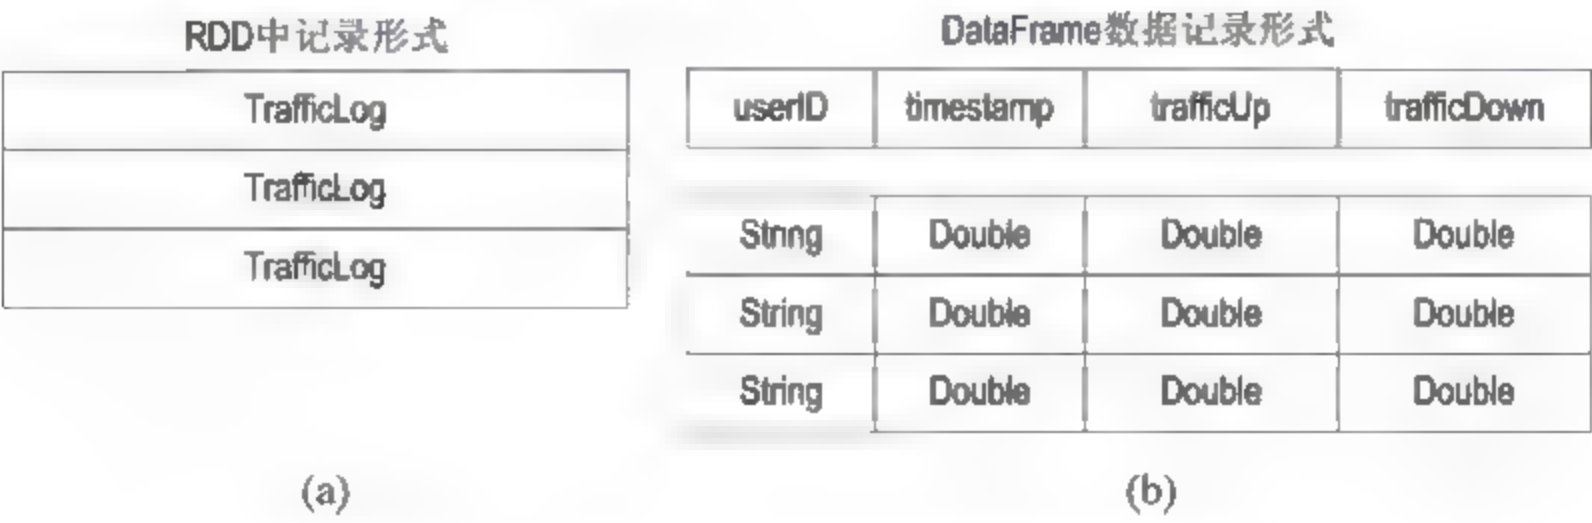 RDD中记录形式
TrafficLog
TrafficLog
TrafficLog
(a)
DataFrame数据记录形式
userID timestamp trafficUp trafficDown
String Double Double Double
String Double Double Double
String Double Double Double
(b)